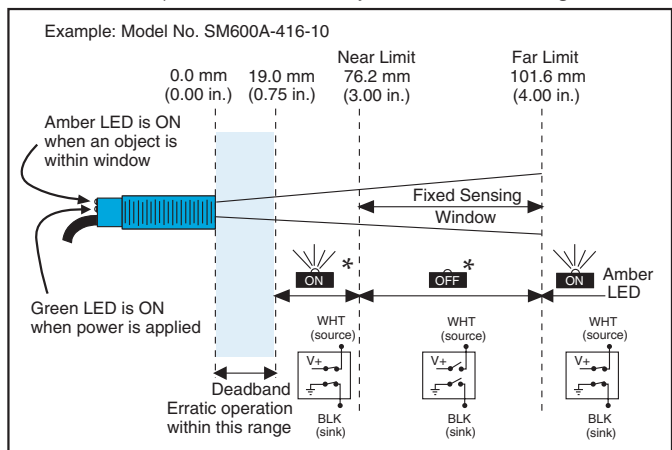 Example: Model No. SM600A-416-10
0.0 mm
(0.00 in.)
19.0 mm
(0.75 in.)
Near Limit
76.2 mm
(3.00 in.)
Far Limit
101.6 mm
(4.00 in.)
Amber LED is ON
when an object is
within window
Fixed Sensing
Window
ON
*
OFF
*
ON
Amber
LED
Green LED is ON
when power is applied
Deadband
Erratic operation
within this range
WHT
(source)
V+
BLK
(sink)
WHT
(source)
V+
BLK
(sink)
WHT
(source)
V+
BLK
(sink)